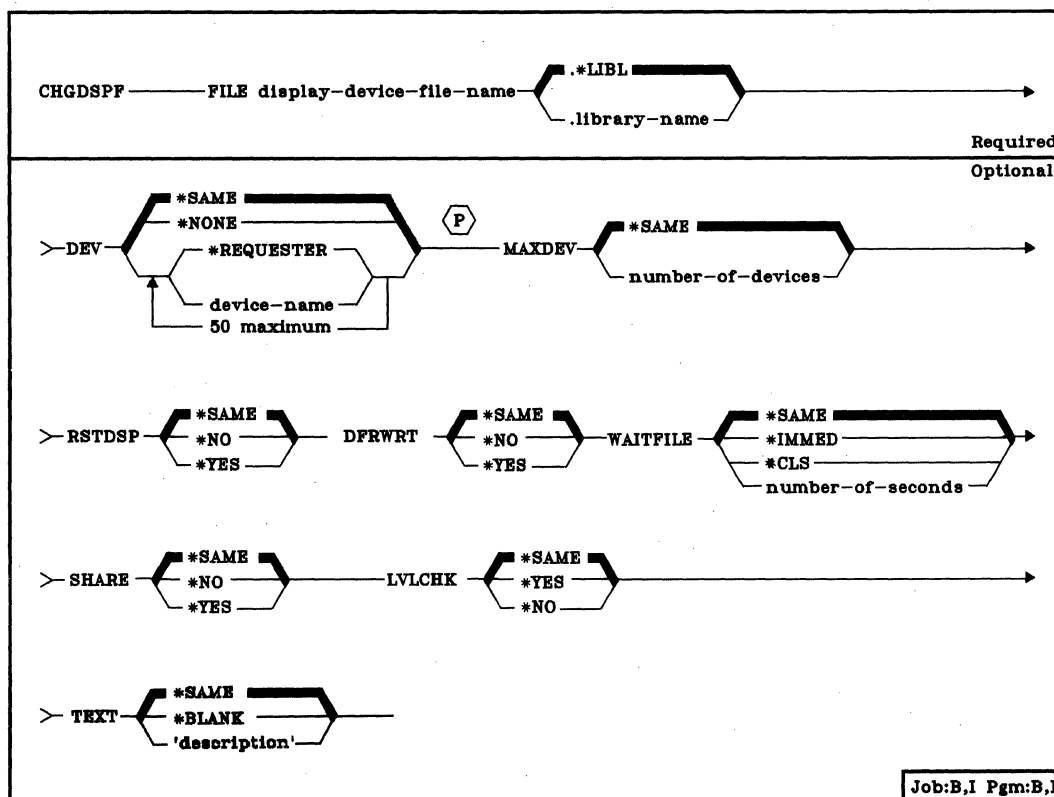 .*LIBL
CHGDSPF FILE display-device-file-name
.library-name
Required
Optional
*SAME
*NONE
P
*SAME
DEV *REQUESTER MAXDEV
device-name number-of-devices
50 maximum
*SAME *SAME *SAME
RSTDSP *NO DFRWRT *NO WAITFILE *IMMED
*YES *YES *CLS
number-of-seconds
*SAME *SAME
SHARE *NO LVLCHK *YES
*YES *NO
*SAME
TEXT *BLANK
'description'
Job:B,I Pgm:B,I